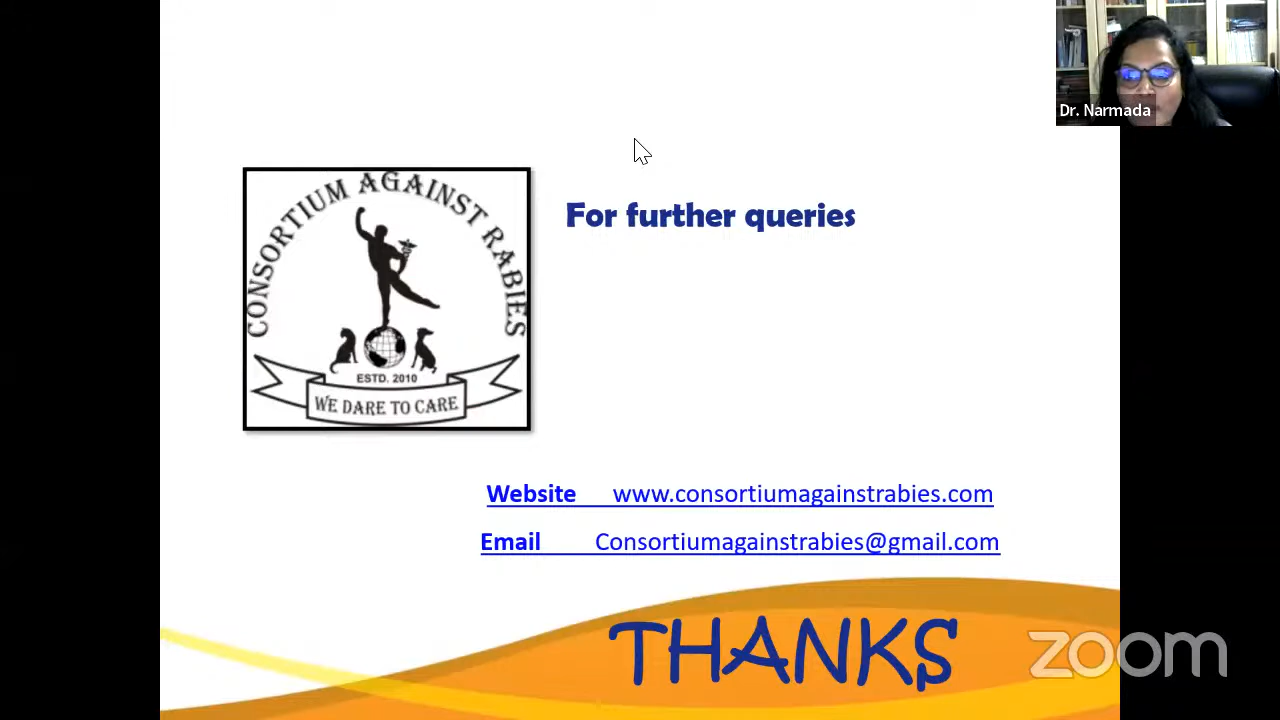 Dr. Narmada
CONSORTIUM AGAINST RABIES
For further queries
ESTD. 2010
WE DARE TO CARE
Website www.consortiumagainstrabies.com
Email Consortiumagainstrabies@gmail.com
THANKS
zoom